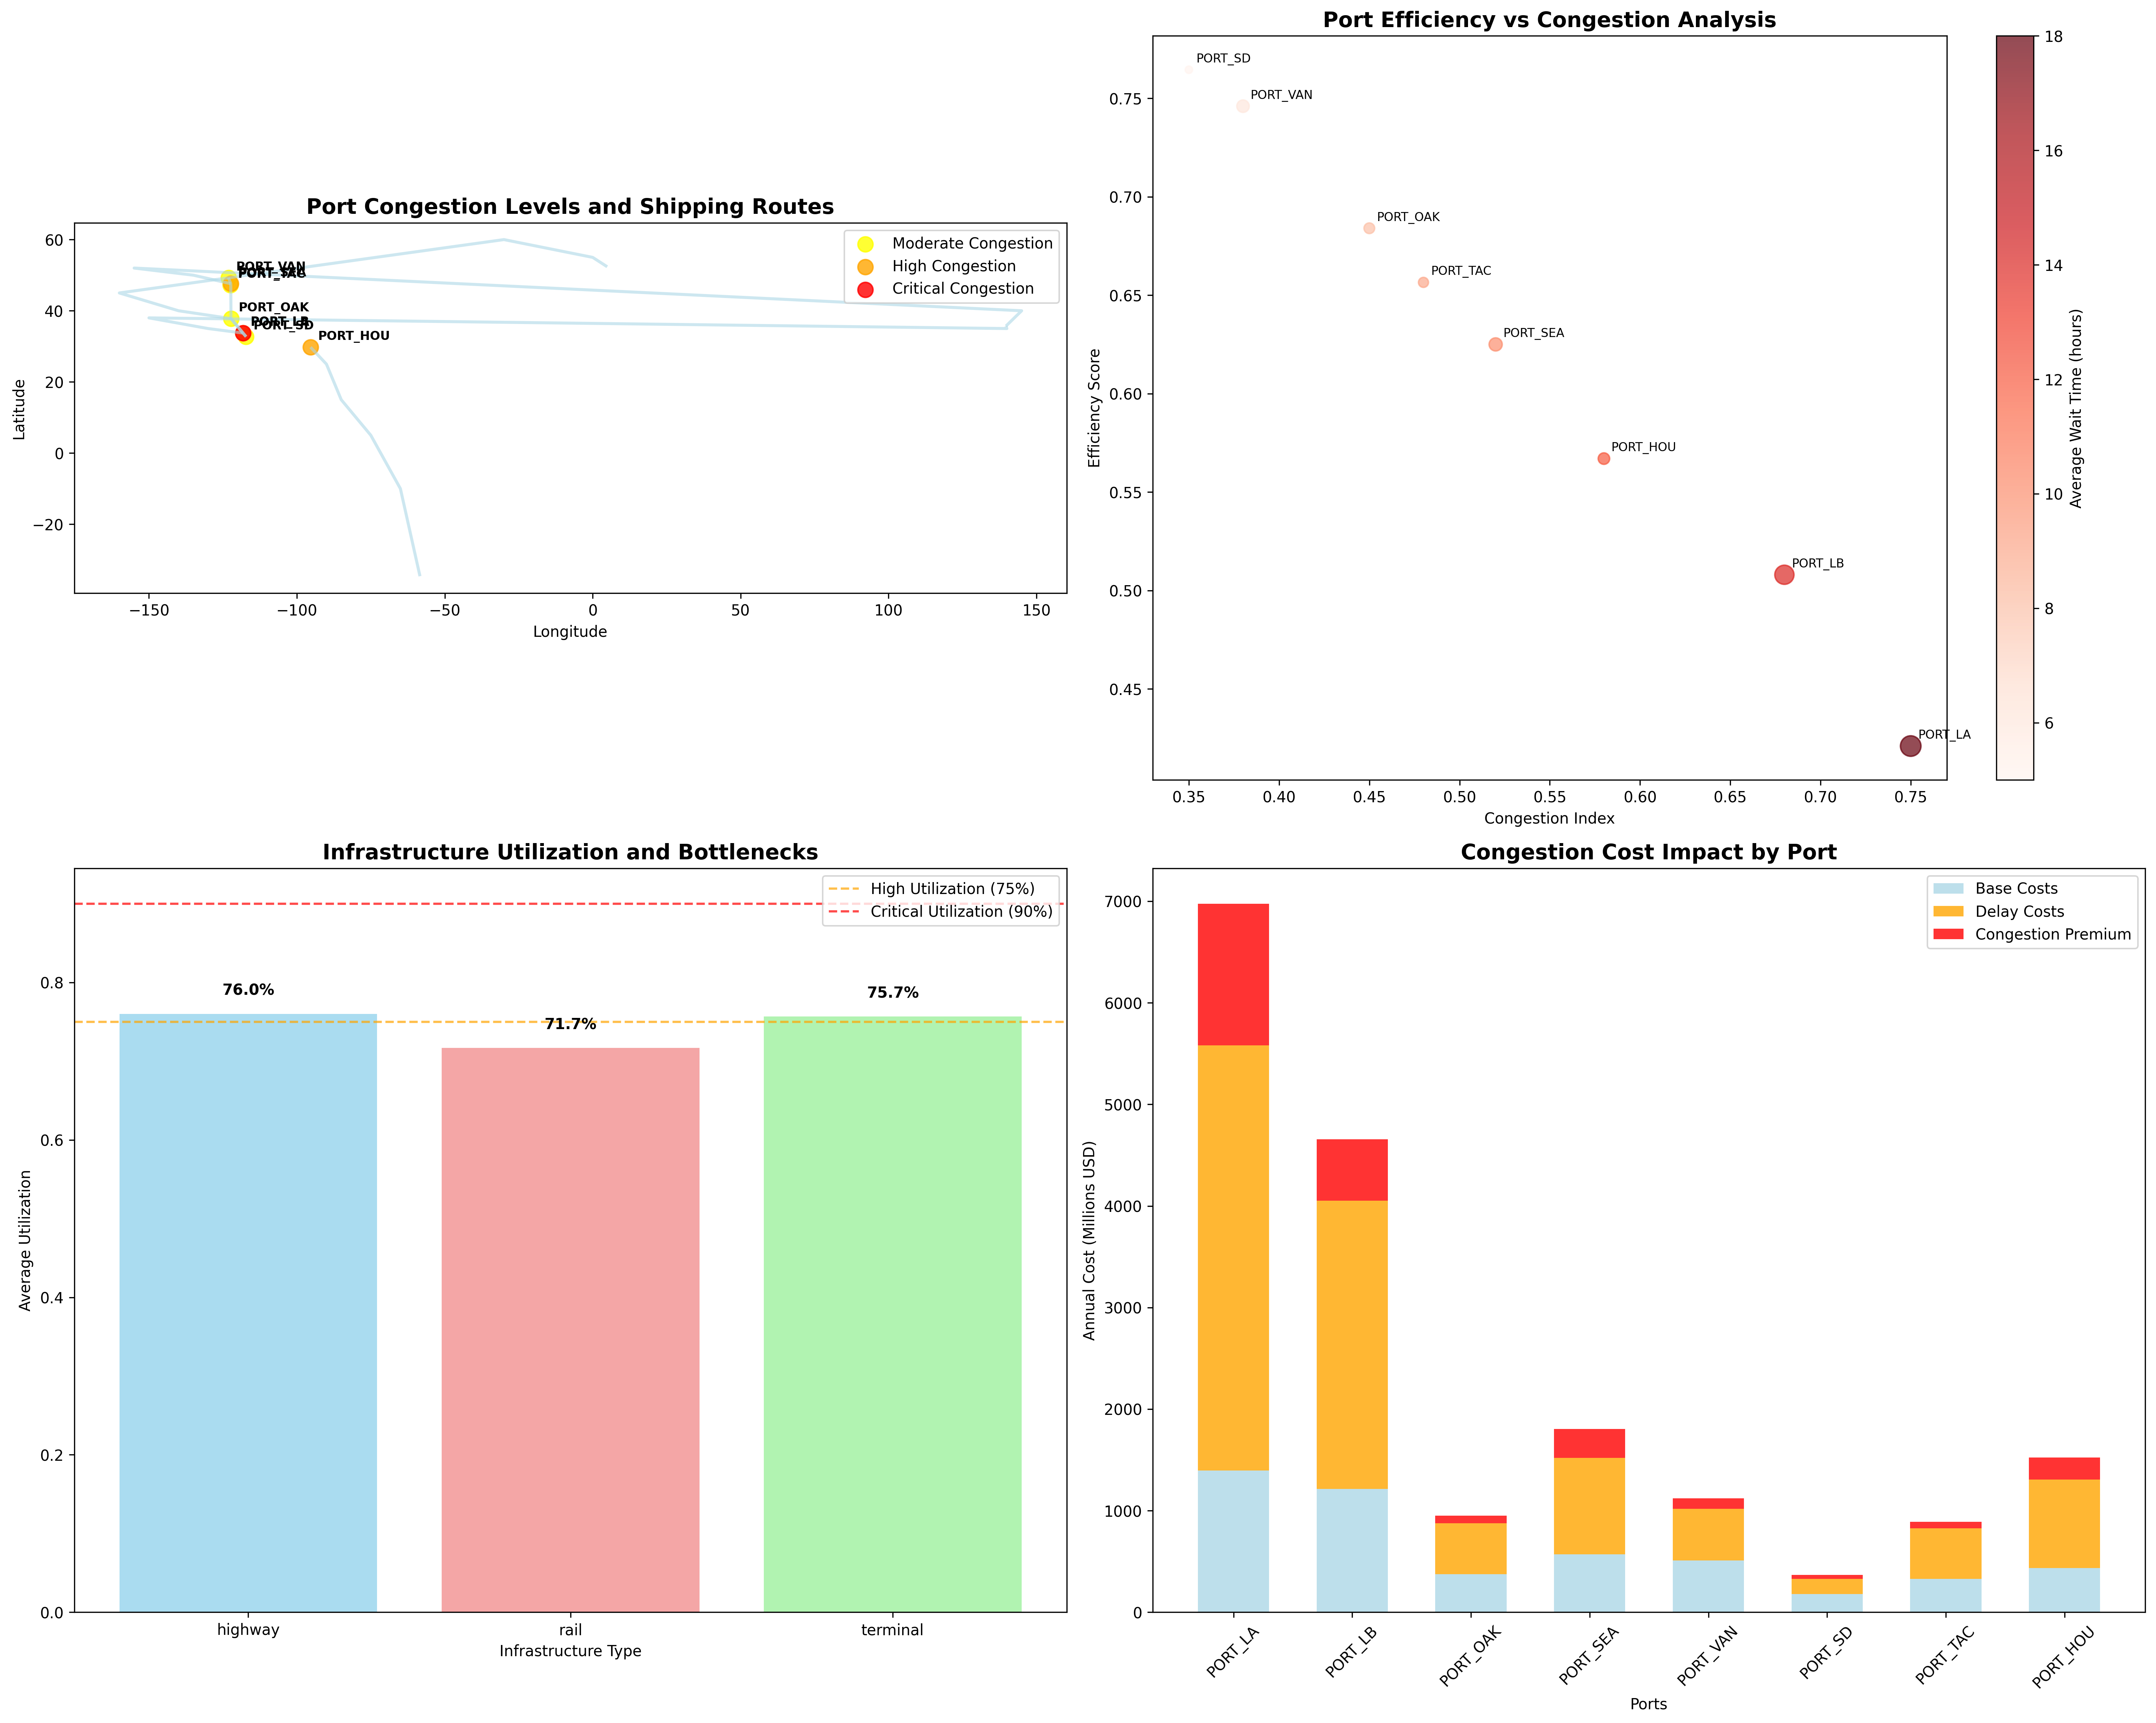 Port Congestion Levels and Shipping Routes
60
40
20
0
−20
Latitude
−150
−100
−50
0
50
100
150
Longitude
Moderate Congestion
High Congestion
Critical Congestion
PORT_VAN
PORT_SEA
PORT_TAC
PORT_OAK
PORT_LB
PORT_SD
PORT_HOU
Port Efficiency vs Congestion Analysis
0.75
0.70
0.65
0.60
0.55
0.50
0.45
Efficiency Score
PORT_SD
PORT_VAN
PORT_OAK
PORT_TAC
PORT_SEA
PORT_HOU
PORT_LB
PORT_LA
0.35
0.40
0.45
0.50
0.55
0.60
0.65
0.70
0.75
Congestion Index
18
16
14
12
10
8
6
Average Wait Time (hours)
Infrastructure Utilization and Bottlenecks
High Utilization (75%)
Critical Utilization (90%)
0.8
0.6
0.4
0.2
0.0
Average Utilization
76.0%
71.7%
75.7%
highway
rail
terminal
Infrastructure Type
Congestion Cost Impact by Port
Base Costs
Delay Costs
Congestion Premium
7000
6000
5000
4000
3000
2000
1000
0
Annual Cost (Millions USD)
PORT_LA
PORT_LB
PORT_OAK
PORT_SEA
PORT_VAN
PORT_SD
PORT_TAC
PORT_HOU
Ports